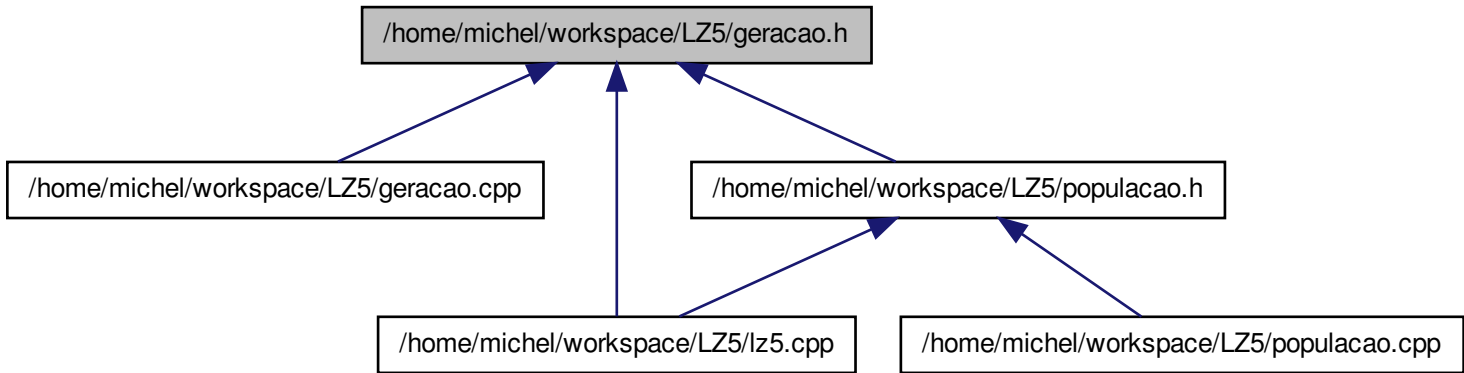 /home/michel/workspace/LZ5/geracao.h
/home/michel/workspace/LZ5/geracao.cpp
/home/michel/workspace/LZ5/populacao.h
/home/michel/workspace/LZ5/lz5.cpp
/home/michel/workspace/LZ5/populacao.cpp